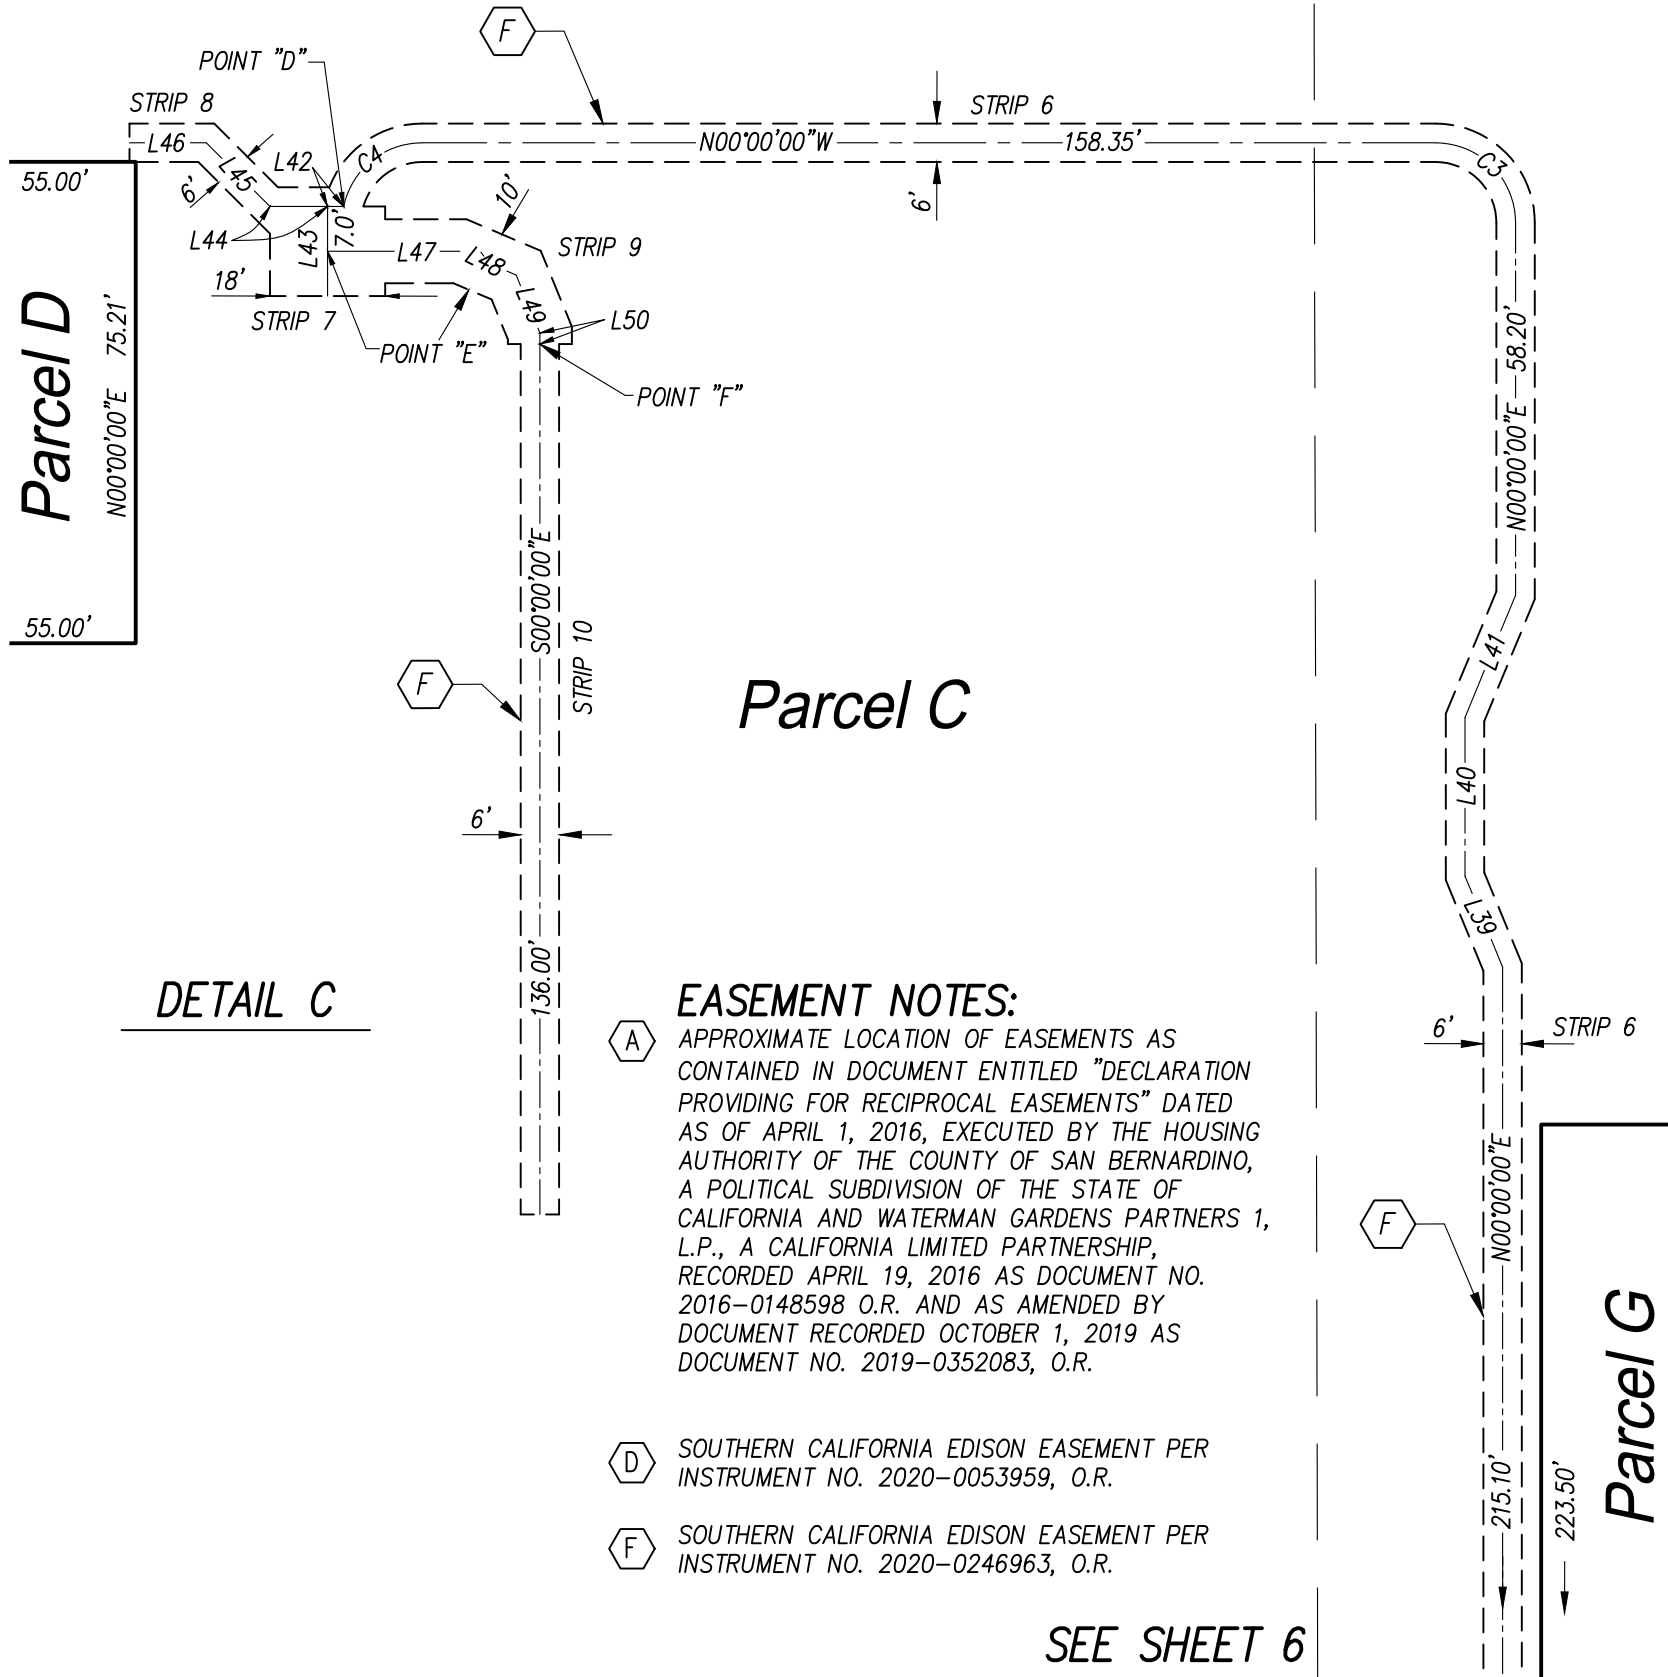 F
POINT "D"
STRIP 8
STRIP 6
L46
N00°00'00"W
158.35'
C4
C3
L42
55.00'
L45
6'
10'
6'
7.0'
L44
L43
L47
L48
STRIP 9
18'
L49
STRIP 7
L50
POINT "E"
POINT "F"
Parcel D
N00°00'00"E 75.21'
55.00'
N00°00'00"E 58.20'
S00°00'00"E
STRIP 10
L41
F
Parcel C
L40
6'
L39
136.00'
DETAIL C
6'
STRIP 6
EASEMENT NOTES:
A
APPROXIMATE LOCATION OF EASEMENTS AS
CONTAINED IN DOCUMENT ENTITLED "DECLARATION
PROVIDING FOR RECIPROCAL EASEMENTS" DATED
AS OF APRIL 1, 2016, EXECUTED BY THE HOUSING
AUTHORITY OF THE COUNTY OF SAN BERNARDINO,
A POLITICAL SUBDIVISION OF THE STATE OF
CALIFORNIA AND WATERMAN GARDENS PARTNERS 1,
L.P., A CALIFORNIA LIMITED PARTNERSHIP,
RECORDED APRIL 19, 2016 AS DOCUMENT NO.
2016-0148598 O.R. AND AS AMENDED BY
DOCUMENT RECORDED OCTOBER 1, 2019 AS
DOCUMENT NO. 2019-0352083, O.R.
N00°00'00"E
F
Parcel G
215.10'
223.50'
D
SOUTHERN CALIFORNIA EDISON EASEMENT PER
INSTRUMENT NO. 2020-0053959, O.R.
F
SOUTHERN CALIFORNIA EDISON EASEMENT PER
INSTRUMENT NO. 2020-0246963, O.R.
SEE SHEET 6